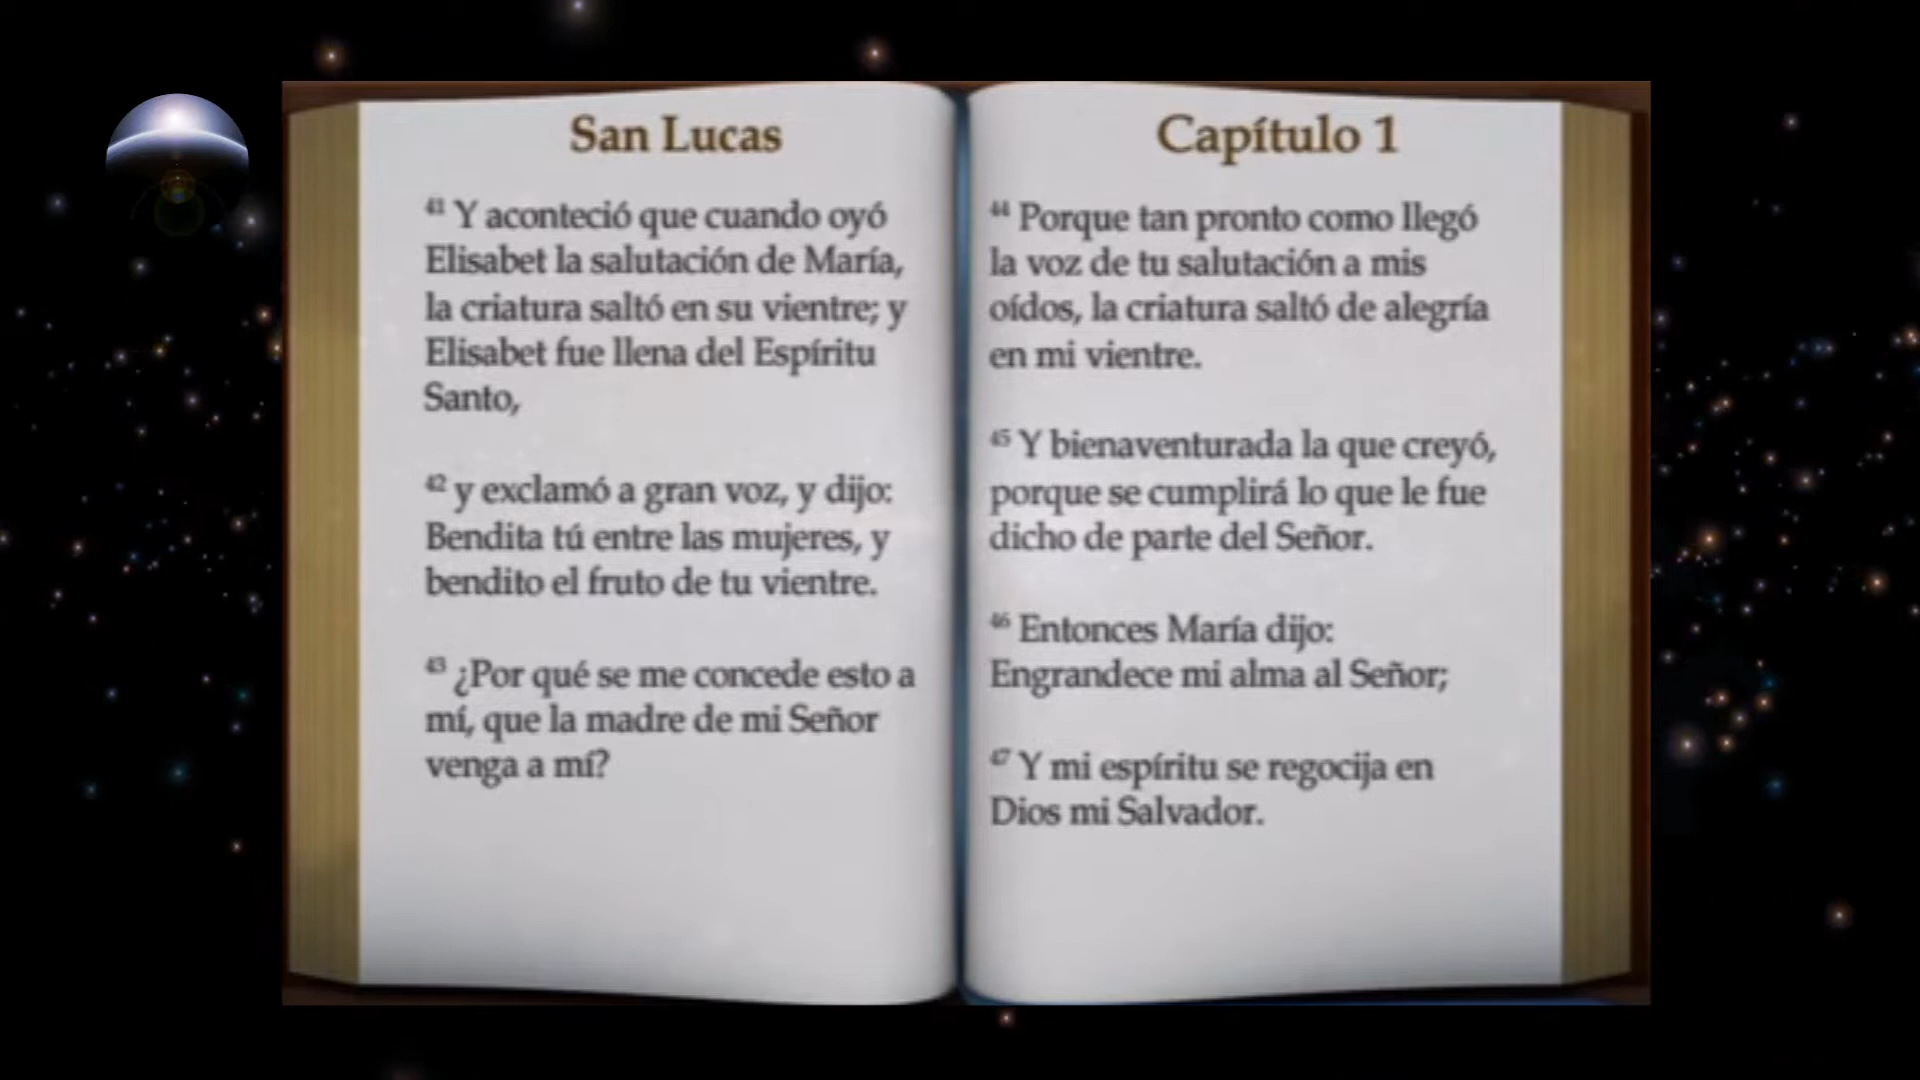 San Lucas
41 Y aconteció que cuando oyó
Elisabet la salutación de María,
la criatura saltó en su vientre; y
Elisabet fue llena del Espíritu
Santo,
42 y exclamó a gran voz, y dijo:
Bendita tú entre las mujeres, y
bendito el fruto de tu vientre.
43 ¿Por qué se me concede esto a
mí, que la madre de mi Señor
venga a mí?
Capítulo 1
44 Porque tan pronto como llegó
la voz de tu salutación a mis
oídos, la criatura saltó de alegría
en mi vientre.
45 Y bienaventurada la que creyó,
porque se cumplirá lo que le fue
dicho de parte del Señor.
46 Entonces María dijo:
Engrandece mi alma al Señor;
47 Y mi espíritu se regocija en
Dios mi Salvador.